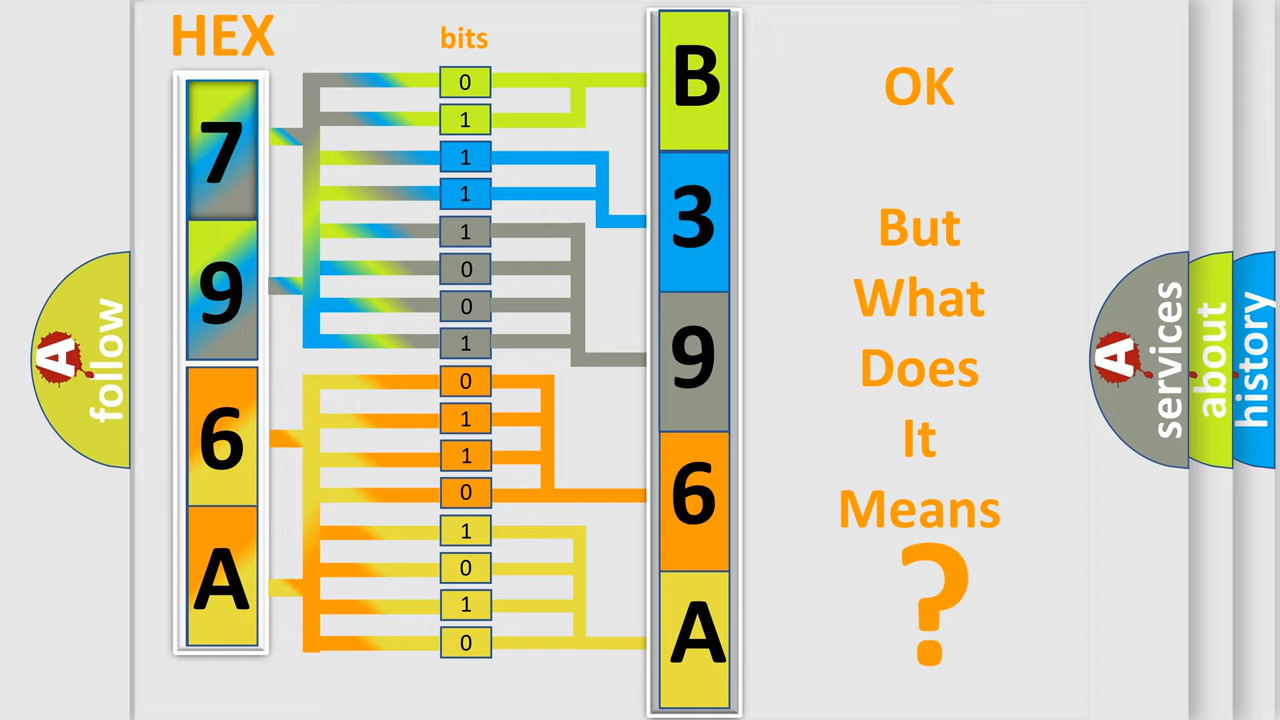 HEX
bits
7
9
6
A
0
1
1
1
1
0
0
1
0
1
1
0
1
0
1
0
B
3
9
6
A
OK
But
What
Does
It
Means
?
A
follow
A
services
about
history